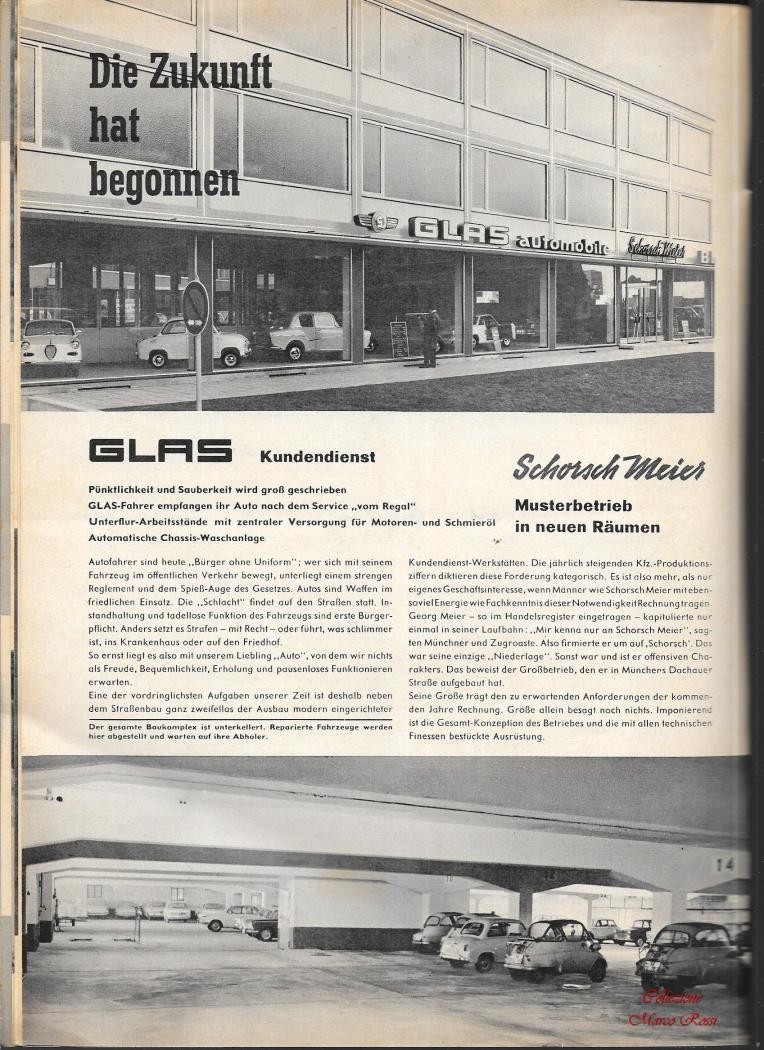 Die Zukunft
hat
begonnen
GLAS automobile Schorsch Meier
GLAS Kundendienst
Schorsch Meier
Musterbetrieb
in neuen Räumen
Pünktlichkeit und Sauberkeit wird groß geschrieben
GLAS-Fahrer empfangen ihr Auto nach dem Service „vom Regal“
Unterflur-Arbeitsstände mit zentraler Versorgung für Motoren- und Schmieröl
Automatische Chassis-Waschanlage
Autofahrer sind heute „Bürger ohne Uniform“; wer sich mit seinem
Fahrzeug im öffentlichen Verkehr bewegt, unterliegt einem strengen
Reglement und dem Spieß-Auge des Gesetzes. Autos sind Waffen im
friedlichen Einsatz. Die „Schlacht“ findet auf den Straßen statt. In-
standhaltung und tadellose Funktion des Fahrzeugs sind erste Bürger-
pflicht. Anders setzt es Strafen – mit Recht – oder führt, was schlimmer
ist, ins Krankenhaus oder auf den Friedhof.
So ernst liegt es also mit unserem Liebling „Auto“, von dem wir nichts
als Freude, Bequemlichkeit, Erholung und pausenloses Funktionieren
erwarten.
Eine der vordringlichsten Aufgaben unserer Zeit ist deshalb neben
dem Straßenbau ganz zweifellos der Ausbau modern eingerichteter
Der gesamte Baukomplex ist unterkellert. Reparierte Fahrzeuge werden
hier abgestellt und warten auf ihre Abholer.
Kundendienst-Werkstätten. Die jährlich steigenden Kfz.-Produktions-
ziffern diktieren diese Forderung kategorisch. Es ist also mehr, als nur
eigenes Geschäftsinteresse, wenn Männer wie Schorsch Meier mit eben-
soviel Energie wie Fachkenntnis dieser Notwendigkeit Rechnung tragen.
Georg Meier – so im Handelsregister eingetragen – kapitulierte nur
einmal in seiner Laufbahn: „Mir kenna nur an Schorsch Meier“, sag-
ten Münchner und Zugroaste. Also firmierte er um auf ‚Schorsch‘. Das
war seine einzige „Niederlage“. Sonst war und ist er offensiven Cha-
rakters. Das beweist der Großbetrieb, den er in Münchens Dachauer
Straße aufgebaut hat.
Seine Größe trägt den zu erwartenden Anforderungen der kommen-
den Jahre Rechnung. Größe allein besagt noch nichts. Imponierend
ist die Gesamt-Konzeption des Betriebes und die mit allen technischen
Finessen bestückte Ausrüstung.
14
12
Collezione
Marco Rossi